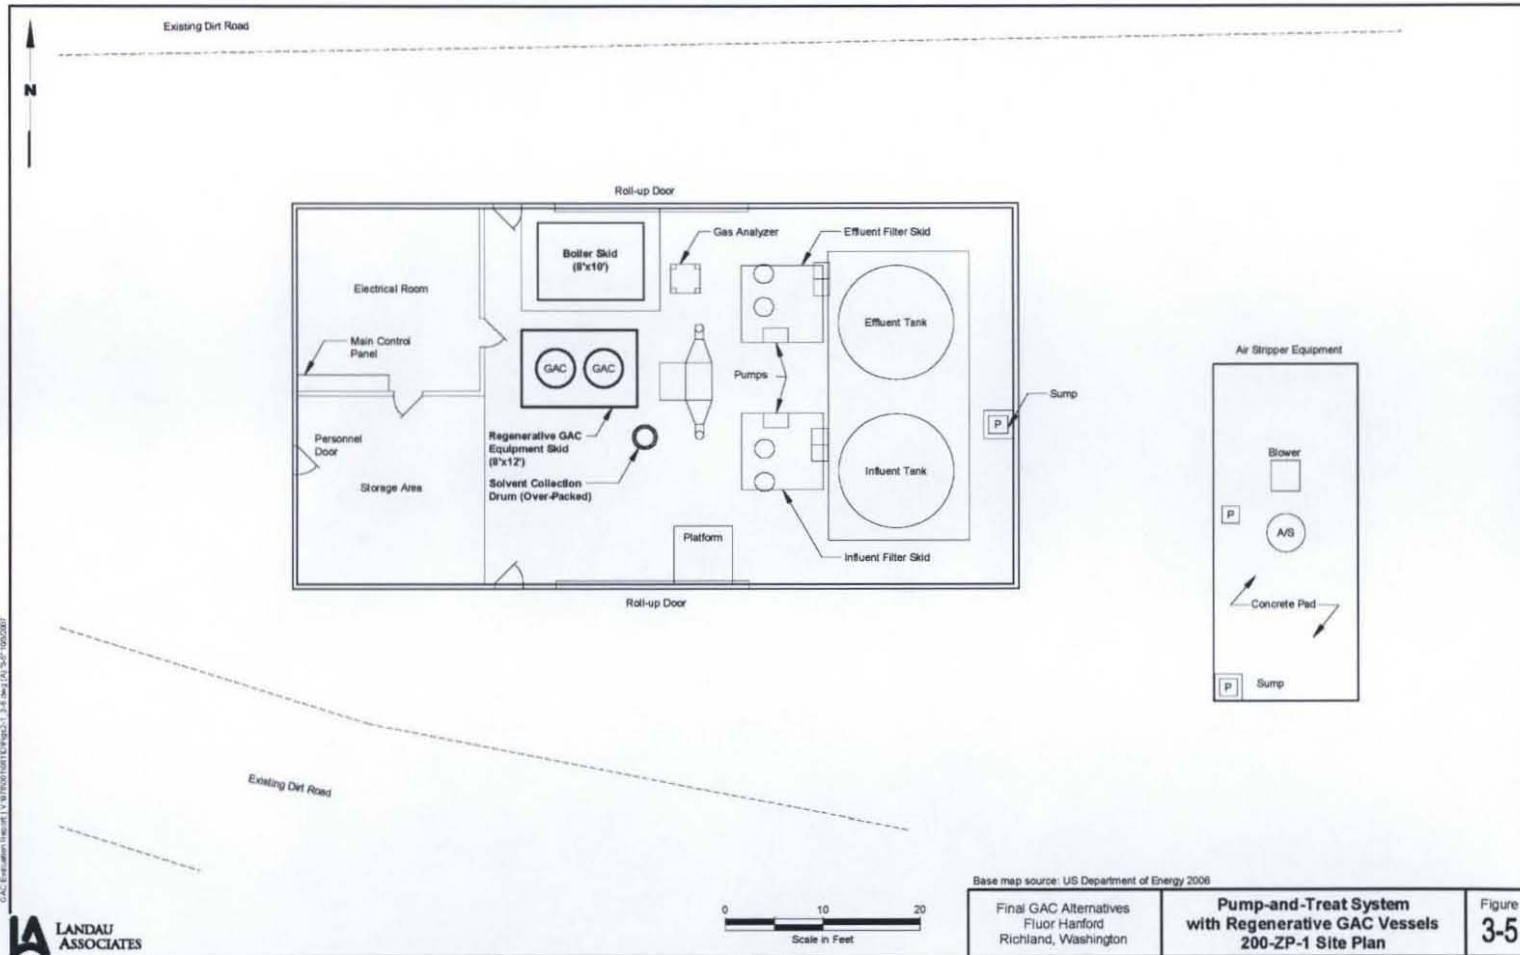 Existing Dirt Road
N
Roll-up Door
Gas Analyzer
Effluent Filter Skid
Boiler Skid
(8'x10')
Electrical Room
Effluent Tank
Main Control
Panel
Air Stripper Equipment
GAC
GAC
Pumps
Sump
P
Personnel
Door
Regenerative GAC
Equipment Skid
(8'x12')
Solvent Collection
Drum (Over-Packed)
Storage Area
Influent Tank
Blower
P
A/S
Platform
Influent Filter Skid
Roll-up Door
Concrete Pad
P
Sump
Existing Dirt Road
Base map source: US Department of Energy 2006
LANDAU
ASSOCIATES
0 10 20
Scale in Feet
Final GAC Alternatives
Fluor Hanford
Richland, Washington
Pump-and-Treat System
with Regenerative GAC Vessels
200-ZP-1 Site Plan
Figure
3-5